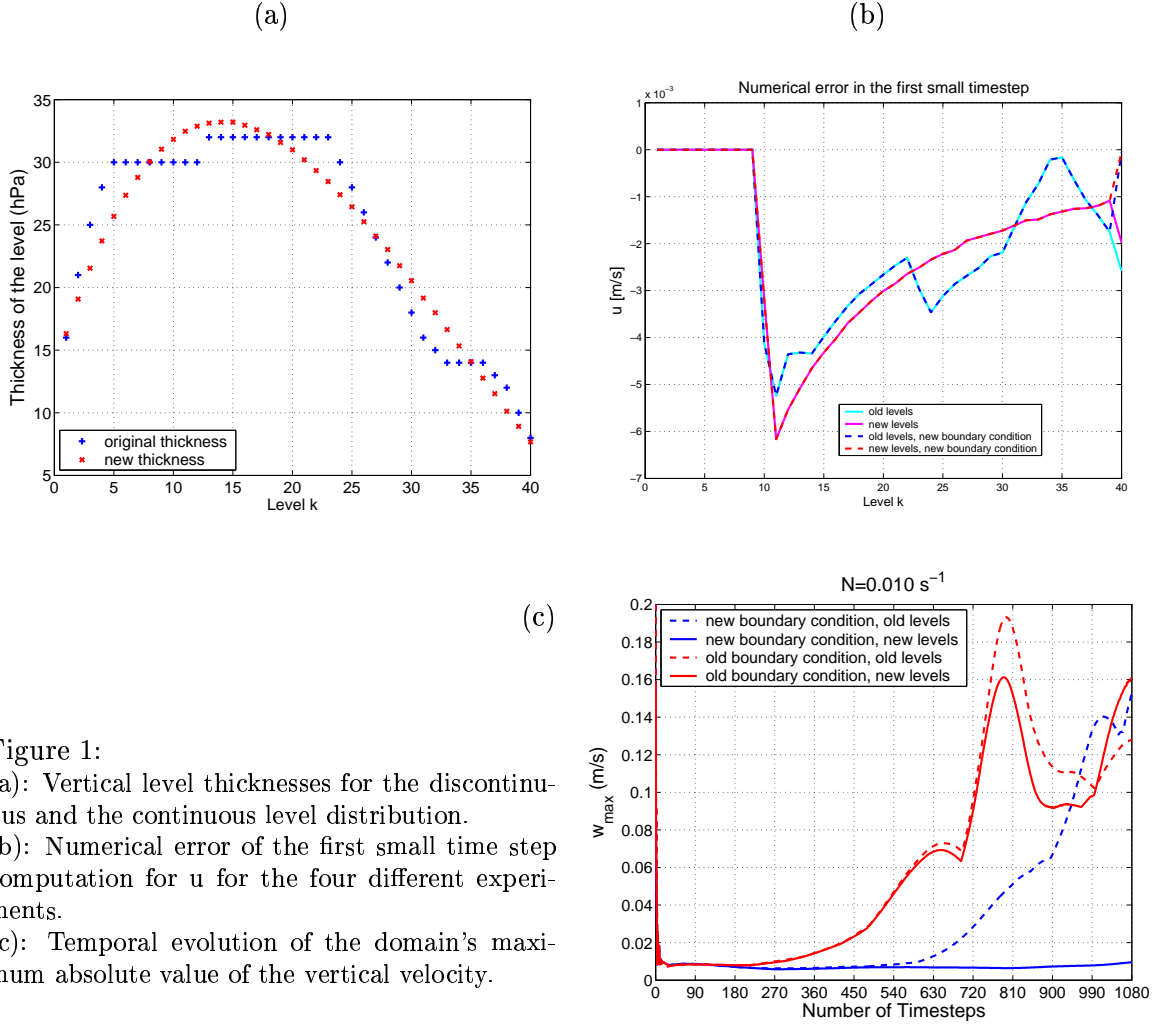 (a)
35
30
25
20
15
10
5
Thickness of the level (hPa)
original thickness
new thickness
0 5 10 15 20 25 30 35 40
Level k
(b)
Numerical error in the first small timestep
x 10⁻³
1
0
−1
−2
−3
−4
−5
−6
−7
u [m/s]
old levels
new levels
old levels, new boundary condition
new levels, new boundary condition
0 5 10 15 20 25 30 35 40
Level k
(c)
N=0.010 s⁻¹
0.2
0.18
0.16
0.14
0.12
0.1
0.08
0.06
0.04
0.02
0
w_max (m/s)
new boundary condition, old levels
new boundary condition, new levels
old boundary condition, old levels
old boundary condition, new levels
0 90 180 270 360 450 540 630 720 810 900 990 1080
Number of Timesteps
igure 1:
a): Vertical level thicknesses for the discontinu-
us and the continuous level distribution.
b): Numerical error of the first small time step
omputation for u for the four different experi-
ents.
c): Temporal evolution of the domain's maxi-
um absolute value of the vertical velocity.